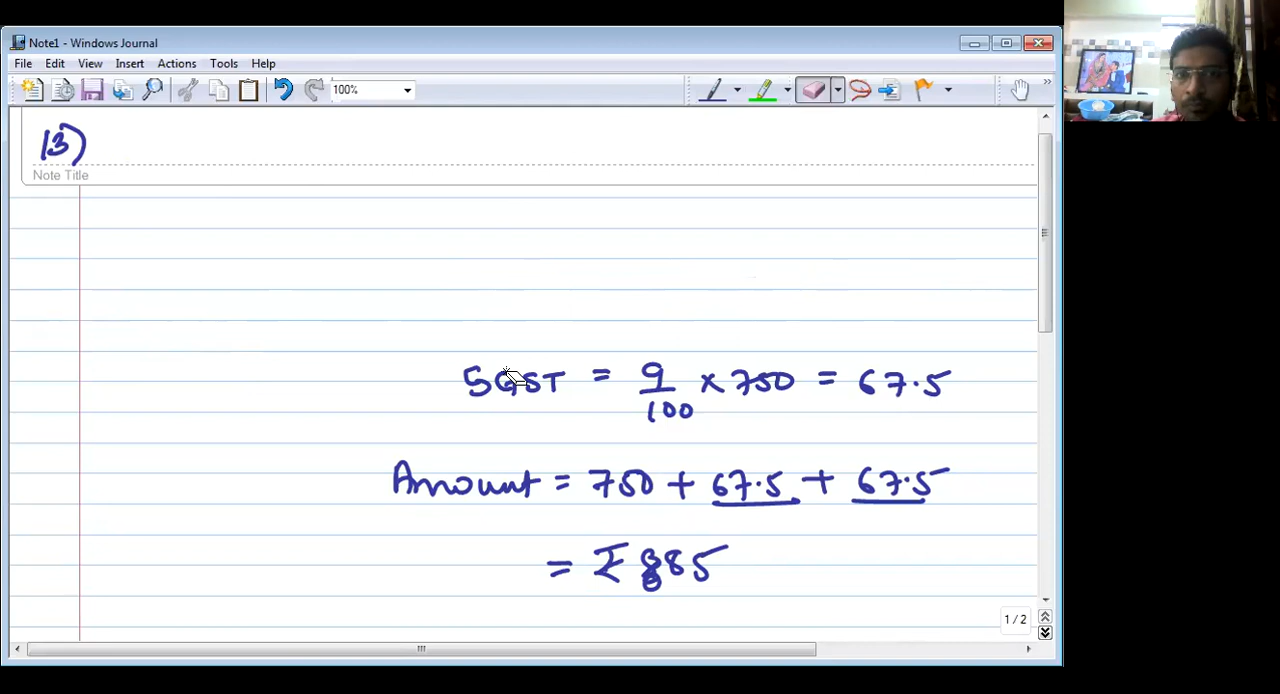 Note1 - Windows Journal
File Edit View Insert Actions Tools Help
100%
13)
Note Title
SGST = 9/100 × 750 = 67.5
Amount = 750 + 67.5 + 67.5
= ₹ 885
1 / 2